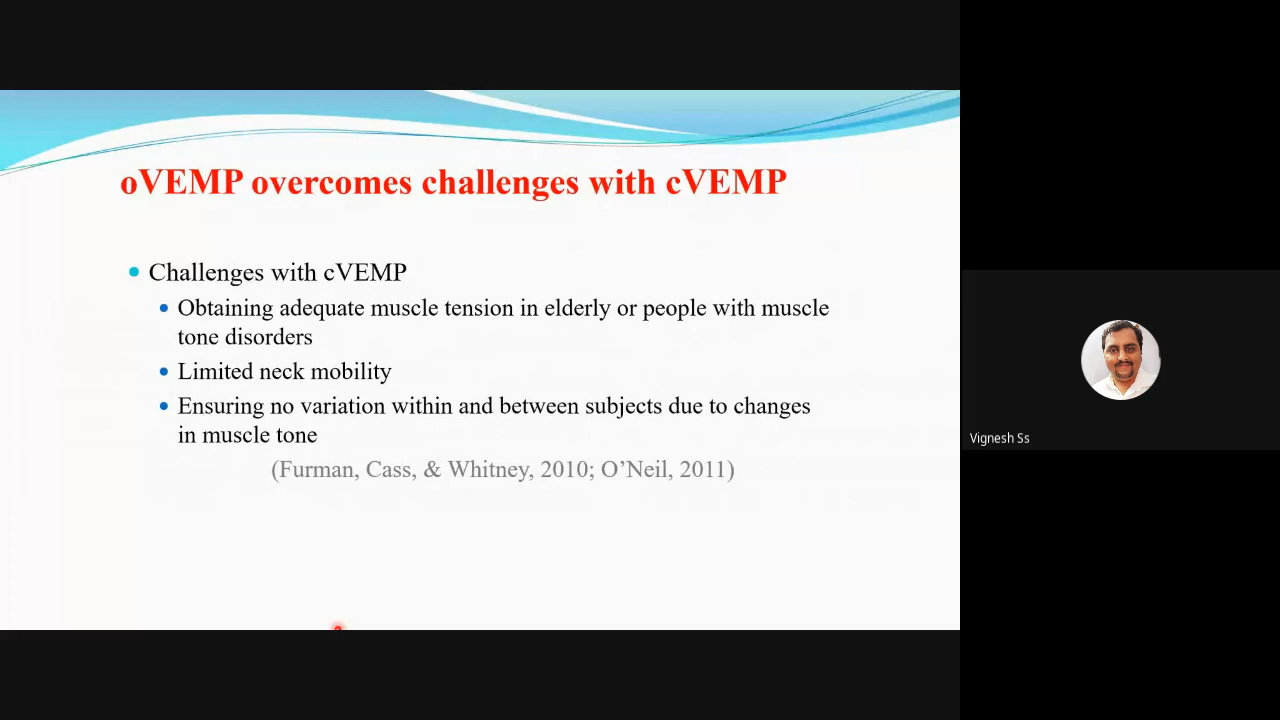 oVEMP overcomes challenges with cVEMP
Challenges with cVEMP
Obtaining adequate muscle tension in elderly or people with muscle
tone disorders
Limited neck mobility
Ensuring no variation within and between subjects due to changes
in muscle tone
(Furman, Cass, & Whitney, 2010; O’Neil, 2011)
Vignesh Ss